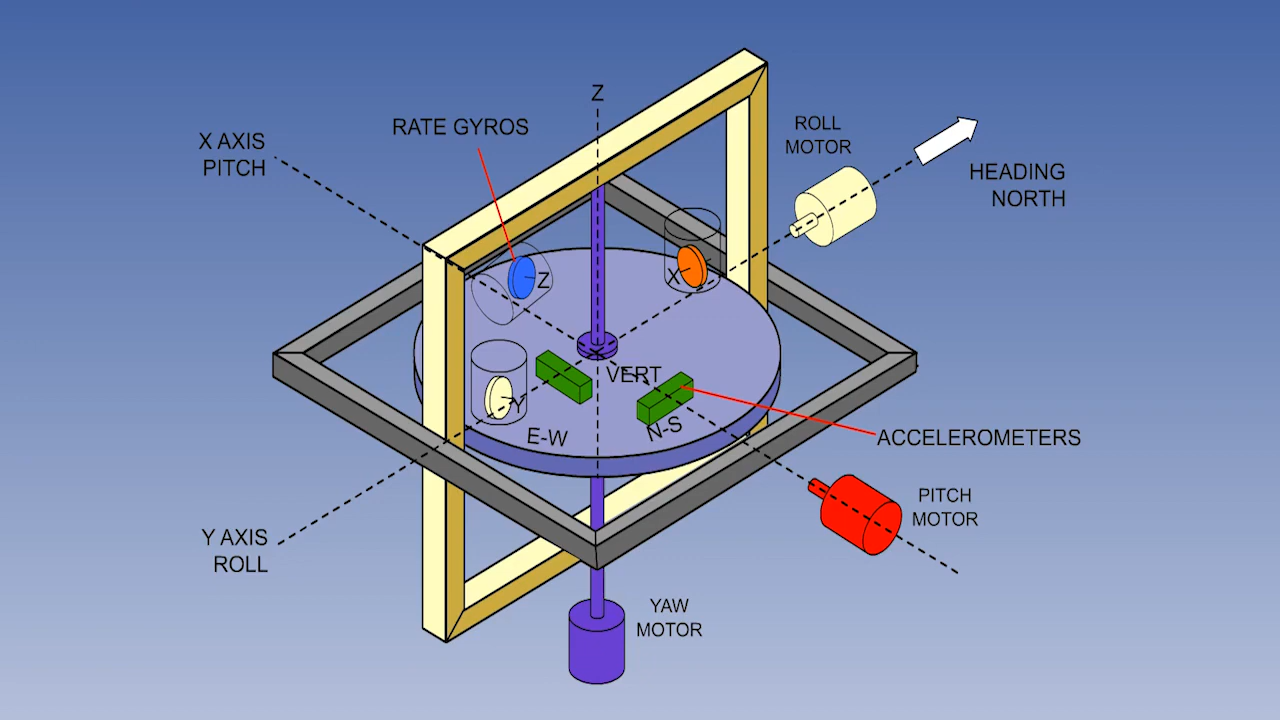 Z
RATE GYROS
X AXIS
PITCH
ROLL
MOTOR
HEADING
NORTH
Z
X
VERT
Y
E-W
N-S
ACCELEROMETERS
PITCH
MOTOR
Y AXIS
ROLL
YAW
MOTOR